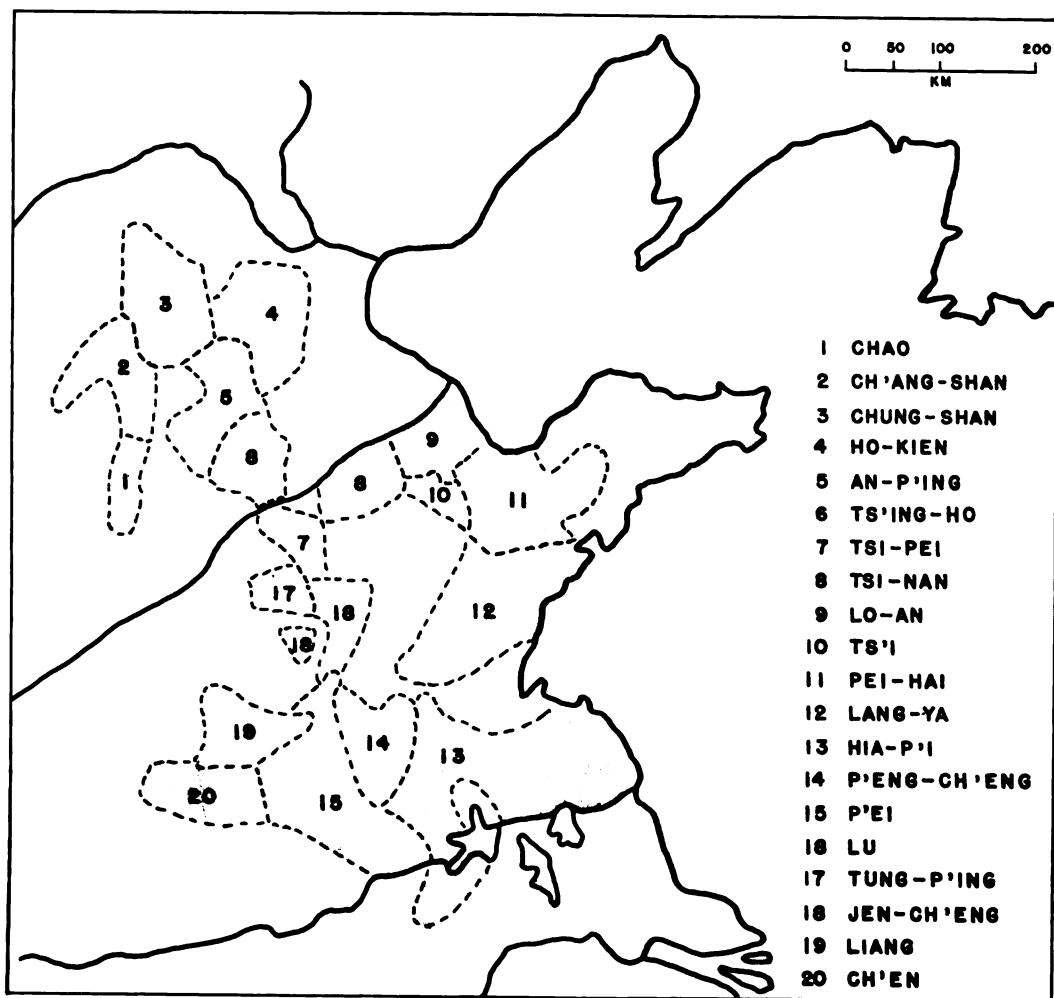 0 50 100 200
KM
3
4
2
5
8
1
9
8
10
11
7
17
18
12
18
19
14
13
20
15
1 CHAO
2 CH'ANG-SHAN
3 CHUNG-SHAN
4 HO-KIEN
5 AN-P'ING
6 TS'ING-HO
7 TSI-PEI
8 TSI-NAN
9 LO-AN
10 TS'I
11 PEI-HAI
12 LANG-YA
13 HIA-P'I
14 P'ENG-CH'ENG
15 P'EI
18 LU
17 TUNG-P'ING
18 JEN-CH'ENG
19 LIANG
20 CH'EN